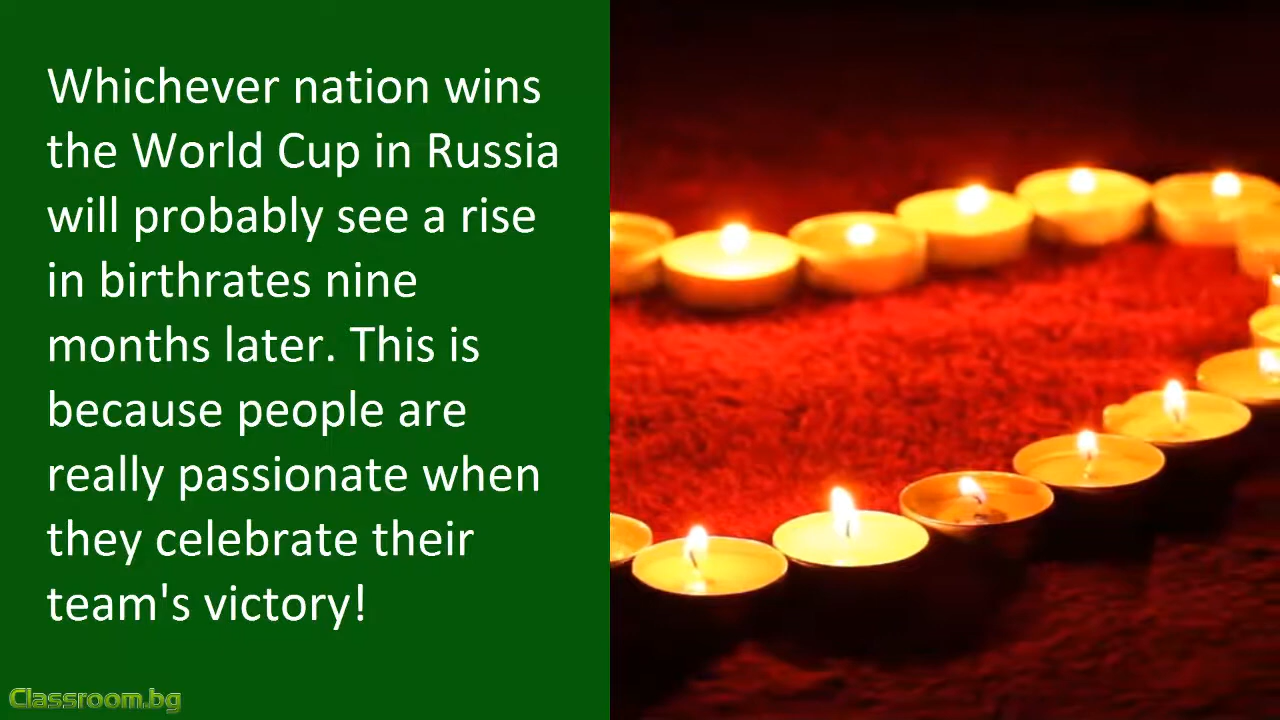 Whichever nation wins
the World Cup in Russia
will probably see a rise
in birthrates nine
months later. This is
because people are
really passionate when
they celebrate their
team's victory!
Classroom.bg